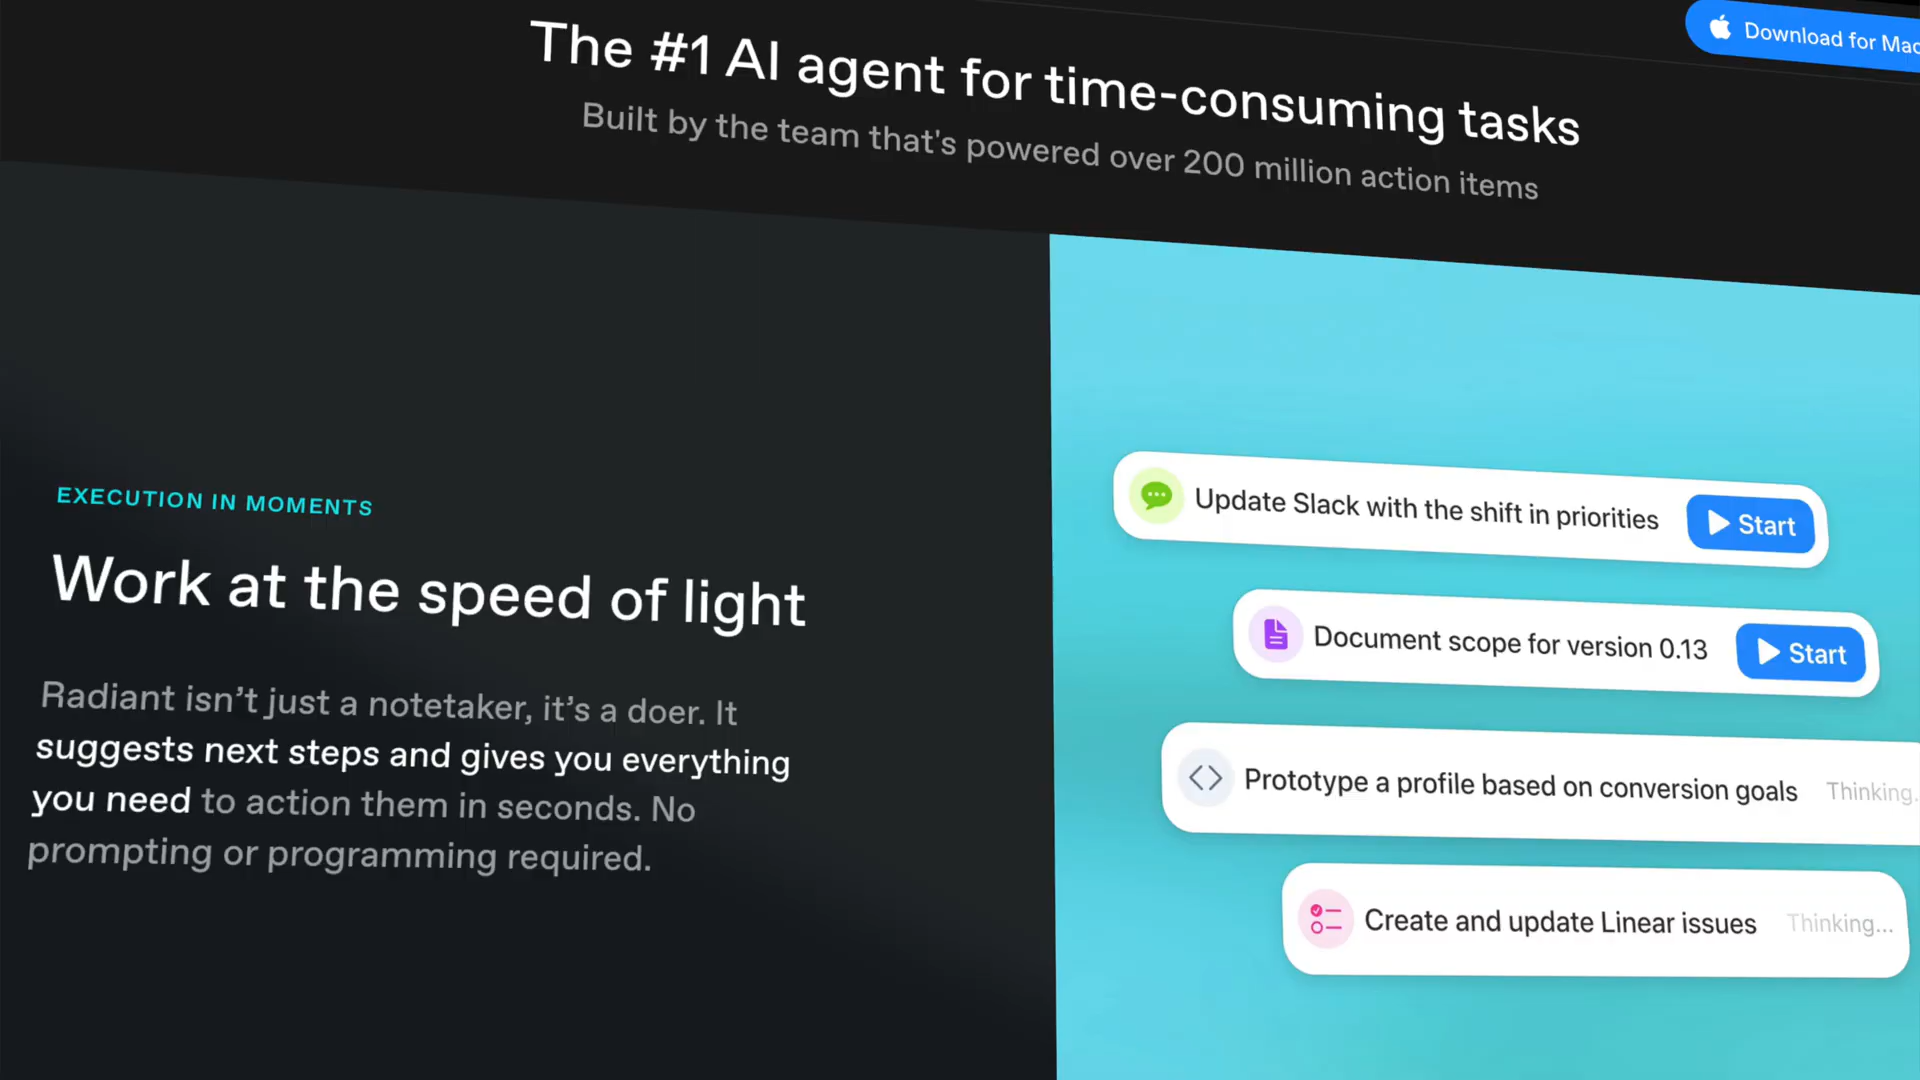 Download for Mac
The #1 AI agent for time-consuming tasks
Built by the team that's powered over 200 million action items
EXECUTION IN MOMENTS
Work at the speed of light
Radiant isn’t just a notetaker, it’s a doer. It
suggests next steps and gives you everything
you need to action them in seconds. No
prompting or programming required.
Update Slack with the shift in priorities
Start
Document scope for version 0.13
Start
Prototype a profile based on conversion goals
Thinking.
Create and update Linear issues
Thinking...